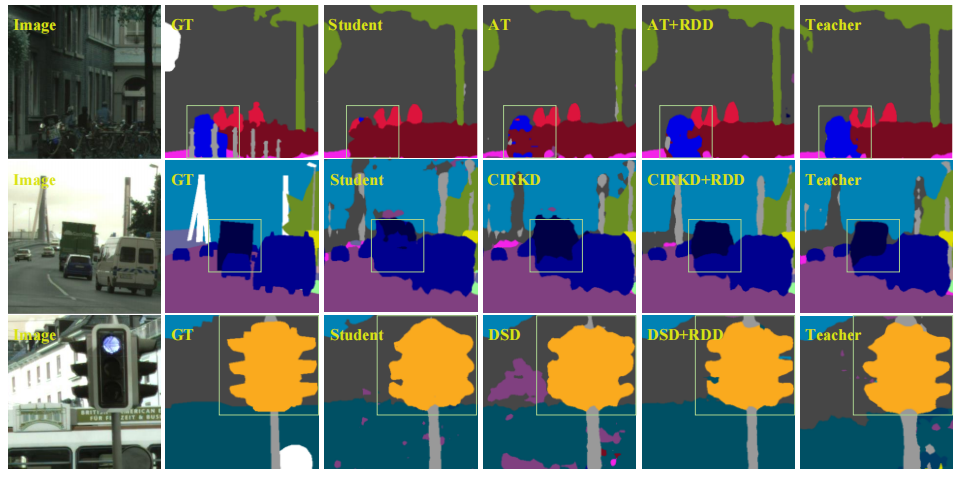 Image GT Student AT AT+RDD Teacher
Image GT Student CIRKD CIRKD+RDD Teacher
Image GT Student DSD DSD+RDD Teacher